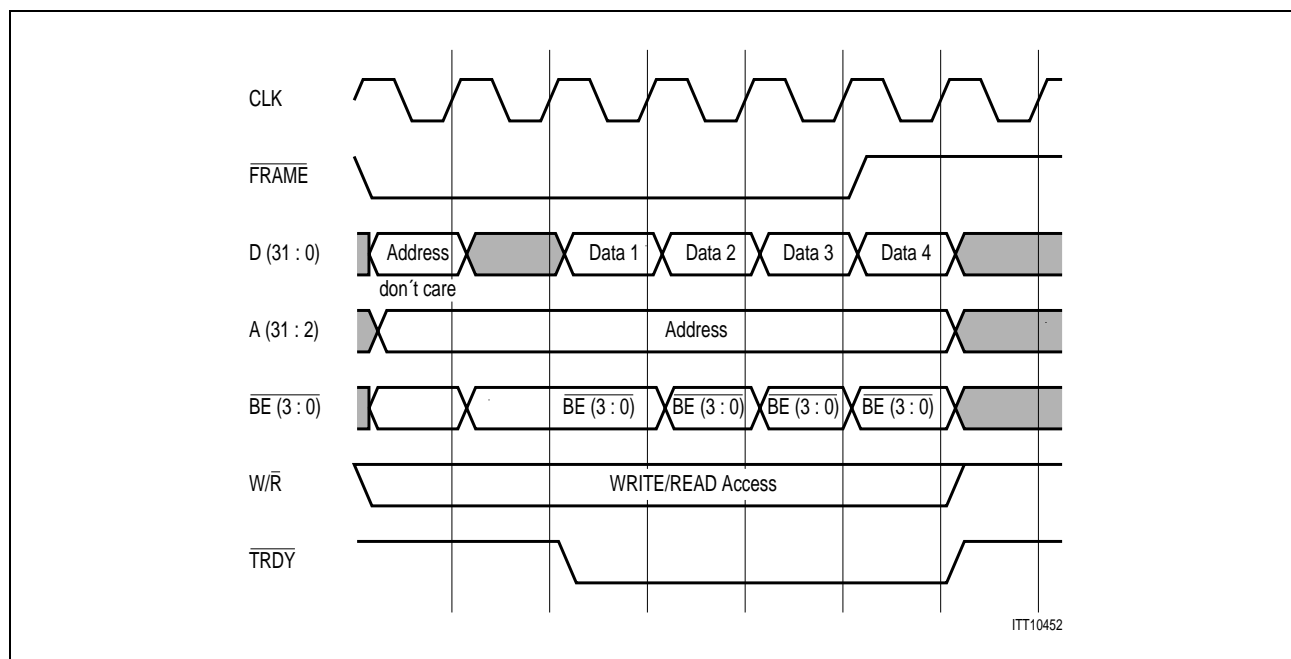 CLK
FRAME
D (31 : 0) Address Data 1 Data 2 Data 3 Data 4
don´t care
A (31 : 2) Address
BE (3 : 0) BE (3 : 0) BE (3 : 0) BE (3 : 0) BE (3 : 0)
W/R̅ WRITE/READ Access
TRDY
ITT10452